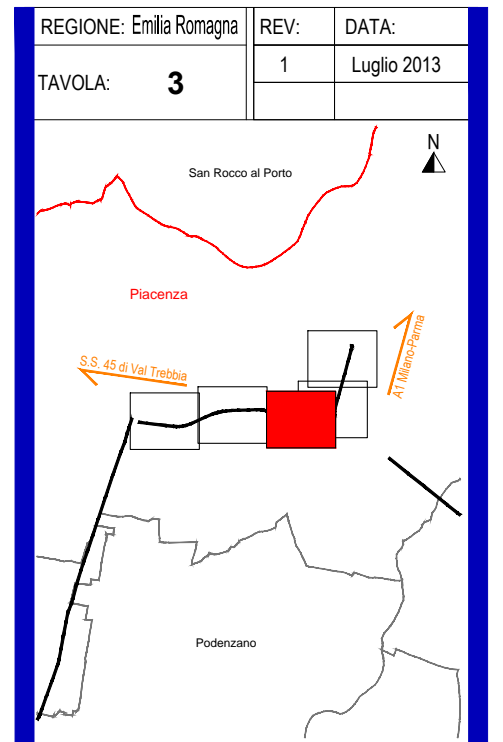 REGIONE: Emilia Romagna
REV:
DATA:
TAVOLA: 3
1
Luglio 2013
N
San Rocco al Porto
Piacenza
S.S. 45 di Val Trebbia
A1 Milano-Parma
Podenzano